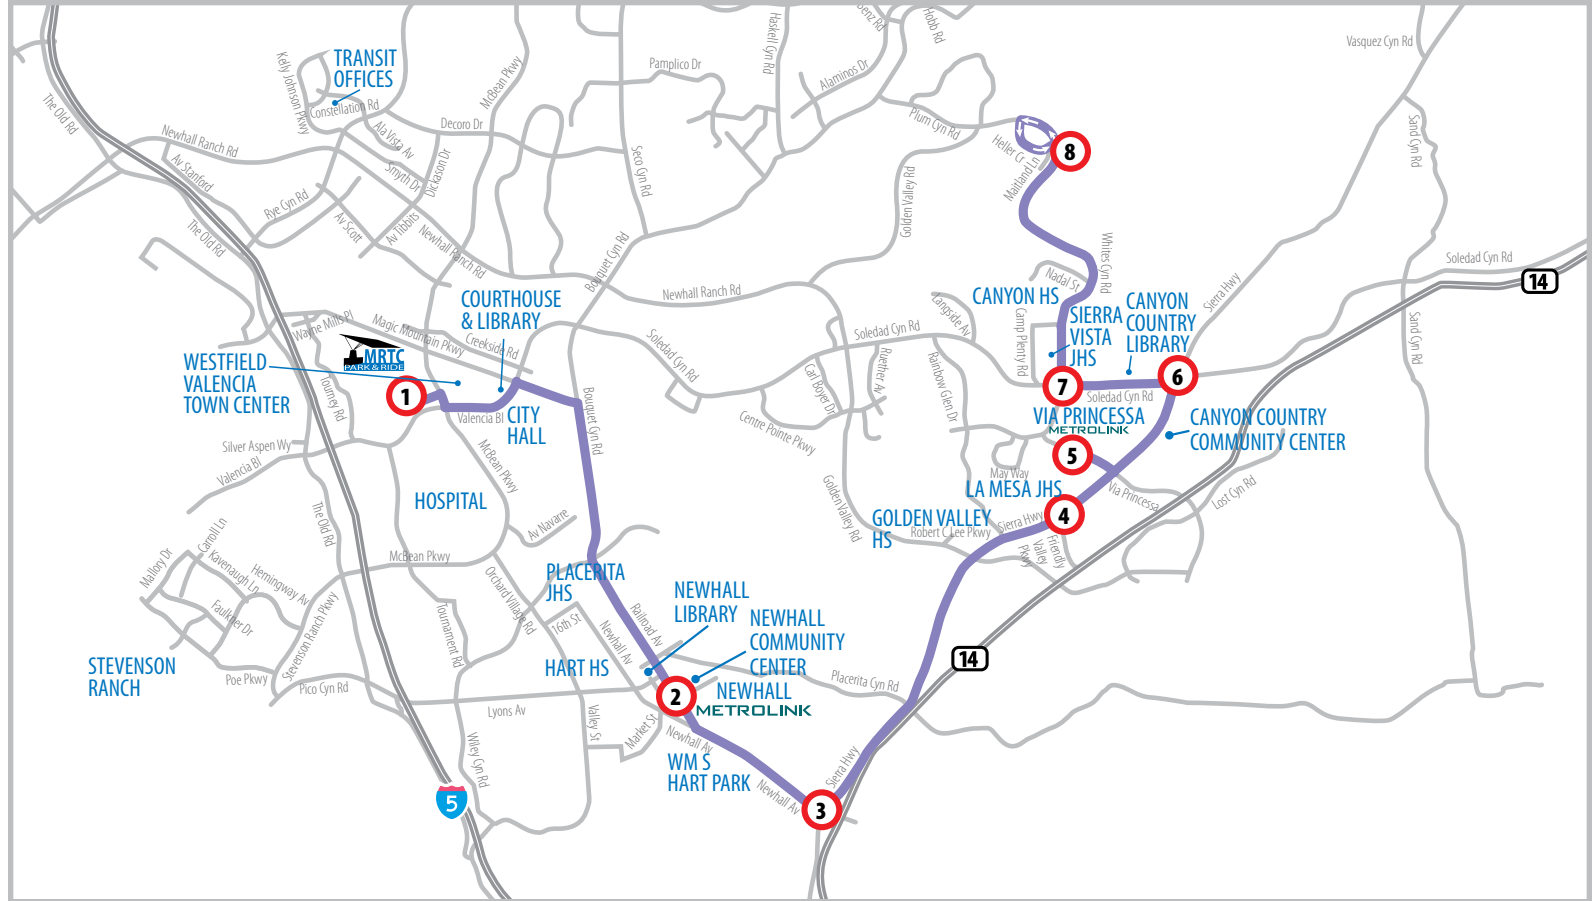 TRANSIT
OFFICES
Kelly Johnson Pkwy
Constellation Rd
The Old Rd
McBean Pkwy
Decoro Dr
Ala Vista Av
Smyth Dr
Dickason Dr
Newhall Ranch Rd
Av Stanford
The Old Rd
Rye Cyn Rd
Av Scott
Av Tibbits
Newhall Ranch Rd
Pamplico Dr
Haskell Cyn Rd
Seco Cyn Rd
Alaminos Dr
Benz Rd
Hobb Rd
Plum Cyn Rd
Heller Cr
Maitland Ln
8
Golden Valley Rd
Vasquez Cyn Rd
Sand Cyn Rd
Sand Cyn Rd
Soledad Cyn Rd
14
Sierra Hwy
Whites Cyn Rd
Nadal St
Bouquet Cyn Rd
Newhall Ranch Rd
COURTHOUSE
& LIBRARY
Wayne Mills Pl
Magic Mountain Pkwy
Creekside Rd
MRTC
PARK & RIDE
WESTFIELD
VALENCIA
TOWN CENTER
1
Valencia Bl
CITY
HALL
Tourney Rd
Silver Aspen Wy
Valencia Bl
The Old Rd
McBean Pkwy
HOSPITAL
Av Navarre
McBean Pkwy
Bouquet Cyn Rd
Soledad Cyn Rd
Centre Pointe Pkwy
Carl Boyer Dr
Ruether Av
Soledad Cyn Rd
Langside Av
Rainbow Glen Dr
Golden Valley Rd
CANYON HS
Camp Plenty Rd
SIERRA
VISTA
JHS
CANYON
COUNTRY
LIBRARY
6
7
Soledad Cyn Rd
VIA PRINCESSA
METROLINK
5
CANYON COUNTRY
COMMUNITY CENTER
May Way
LA MESA JHS
Via Princessa
Lost Cyn Rd
4
GOLDEN VALLEY
HS
Sierra Hwy
Robert C Lee Pkwy
Friendly
Valley
Pkwy
Mallory Dr
Carroll Ln
Kavenaugh Ln
Hemingway Av
Faulkner Dr
Stevenson Ranch Pkwy
STEVENSON
RANCH
Poe Pkwy
Pico Cyn Rd
Tournament Rd
Orchard Village Rd
PLACERITA
JHS
16th St
Newhall Av
Railroad Av
NEWHALL
LIBRARY
NEWHALL
COMMUNITY
CENTER
HART HS
2
NEWHALL
METROLINK
Placerita Cyn Rd
14
Lyons Av
Valley St
Market St
Newhall Av
WM S
HART PARK
Newhall Av
Sierra Hwy
3
Wiley Cyn Rd
5